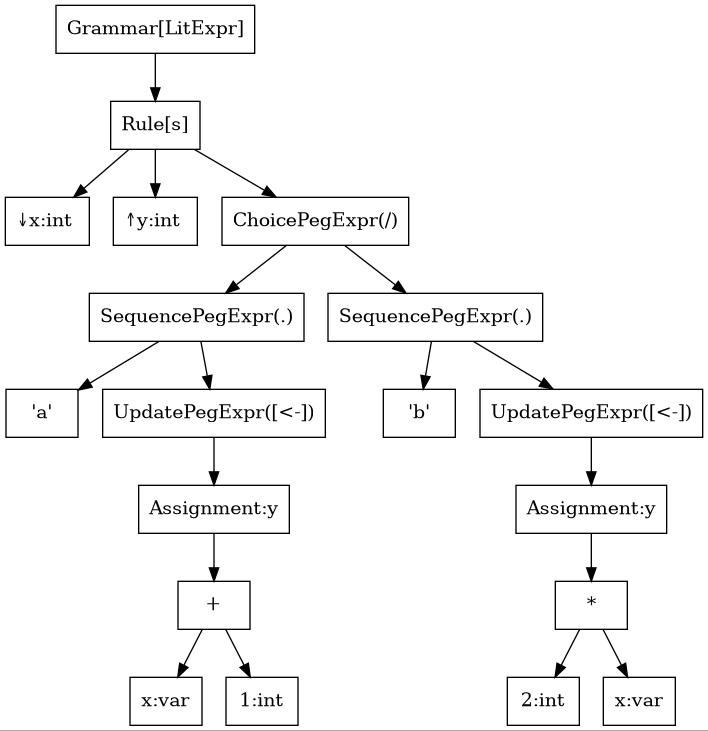 Grammar[LitExpr]
Rule[s]
↓x:int
↑y:int
ChoicePegExpr(/)
SequencePegExpr(.)
SequencePegExpr(.)
'a'
UpdatePegExpr([<-])
'b'
UpdatePegExpr([<-])
Assignment:y
Assignment:y
+
*
x:var
1:int
2:int
x:var